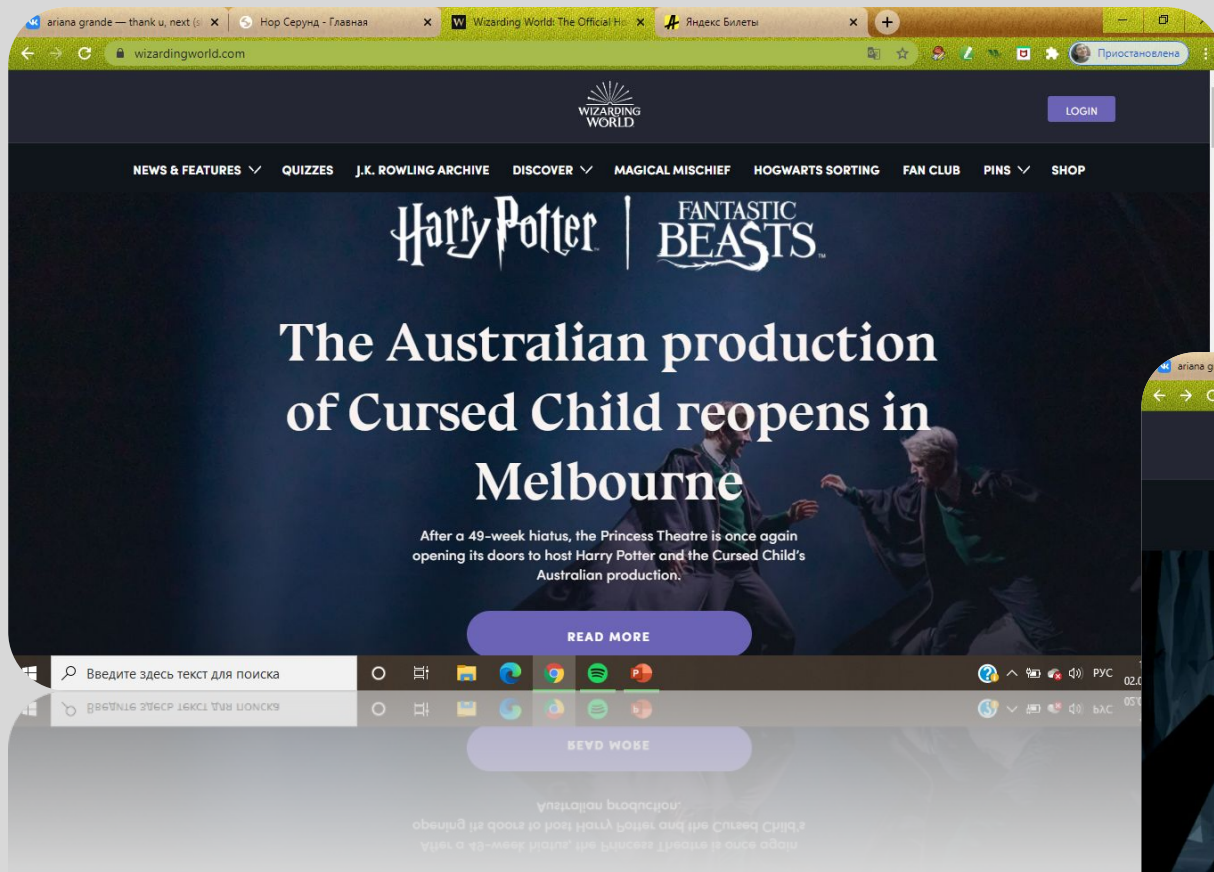 ariana grande — thank u, next (
Нор Серунд - Главная
Wizarding World: The Official Ho
Яндекс Билеты
wizardingworld.com
Приостановлена
WIZARDING
WORLD
LOGIN
NEWS & FEATURES QUIZZES J.K. ROWLING ARCHIVE DISCOVER MAGICAL MISCHIEF HOGWARTS SORTING FAN CLUB PINS SHOP
Harry Potter | FANTASTIC
BEASTS
The Australian production
of Cursed Child reopens in
Melbourne
After a 49-week hiatus, the Princess Theatre is once again
opening its doors to host Harry Potter and the Cursed Child's
Australian production.
READ MORE
Введите здесь текст для поиска
РУС
02.0
ariana g